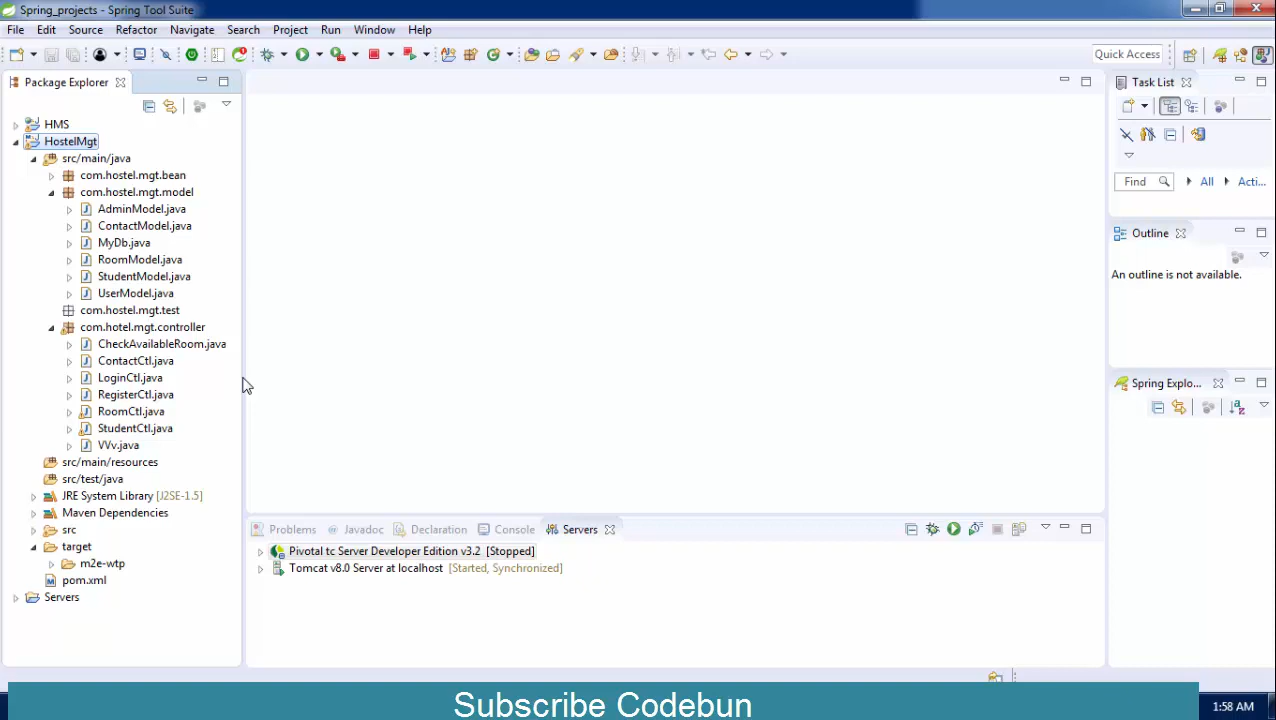 Spring_projects - Spring Tool Suite
File Edit Source Refactor Navigate Search Project Run Window Help
Quick Access
Package Explorer
HMS
HostelMgt
src/main/java
com.hostel.mgt.bean
com.hostel.mgt.model
AdminModel.java
ContactModel.java
MyDb.java
RoomModel.java
StudentModel.java
UserModel.java
com.hostel.mgt.test
com.hotel.mgt.controller
CheckAvailableRoom.java
ContactCtl.java
LoginCtl.java
RegisterCtl.java
RoomCtl.java
StudentCtl.java
VVv.java
src/main/resources
src/test/java
JRE System Library [J2SE-1.5]
Maven Dependencies
src
target
m2e-wtp
pom.xml
Servers
Problems Javadoc Declaration Console Servers
Pivotal tc Server Developer Edition v3.2 [Stopped]
Tomcat v8.0 Server at localhost [Started, Synchronized]
Task List
Find All Acti...
Outline
An outline is not available.
Spring Explo...
Subscribe Codebun
1:58 AM